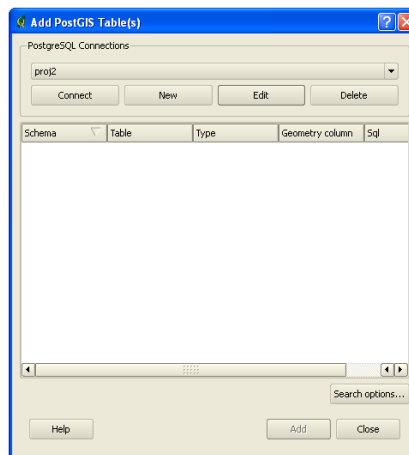 Add PostGIS Table(s)
PostgreSQL Connections
proj2
Connect New Edit Delete
Schema Table Type Geometry column Sql
Search options...
Help Add Close